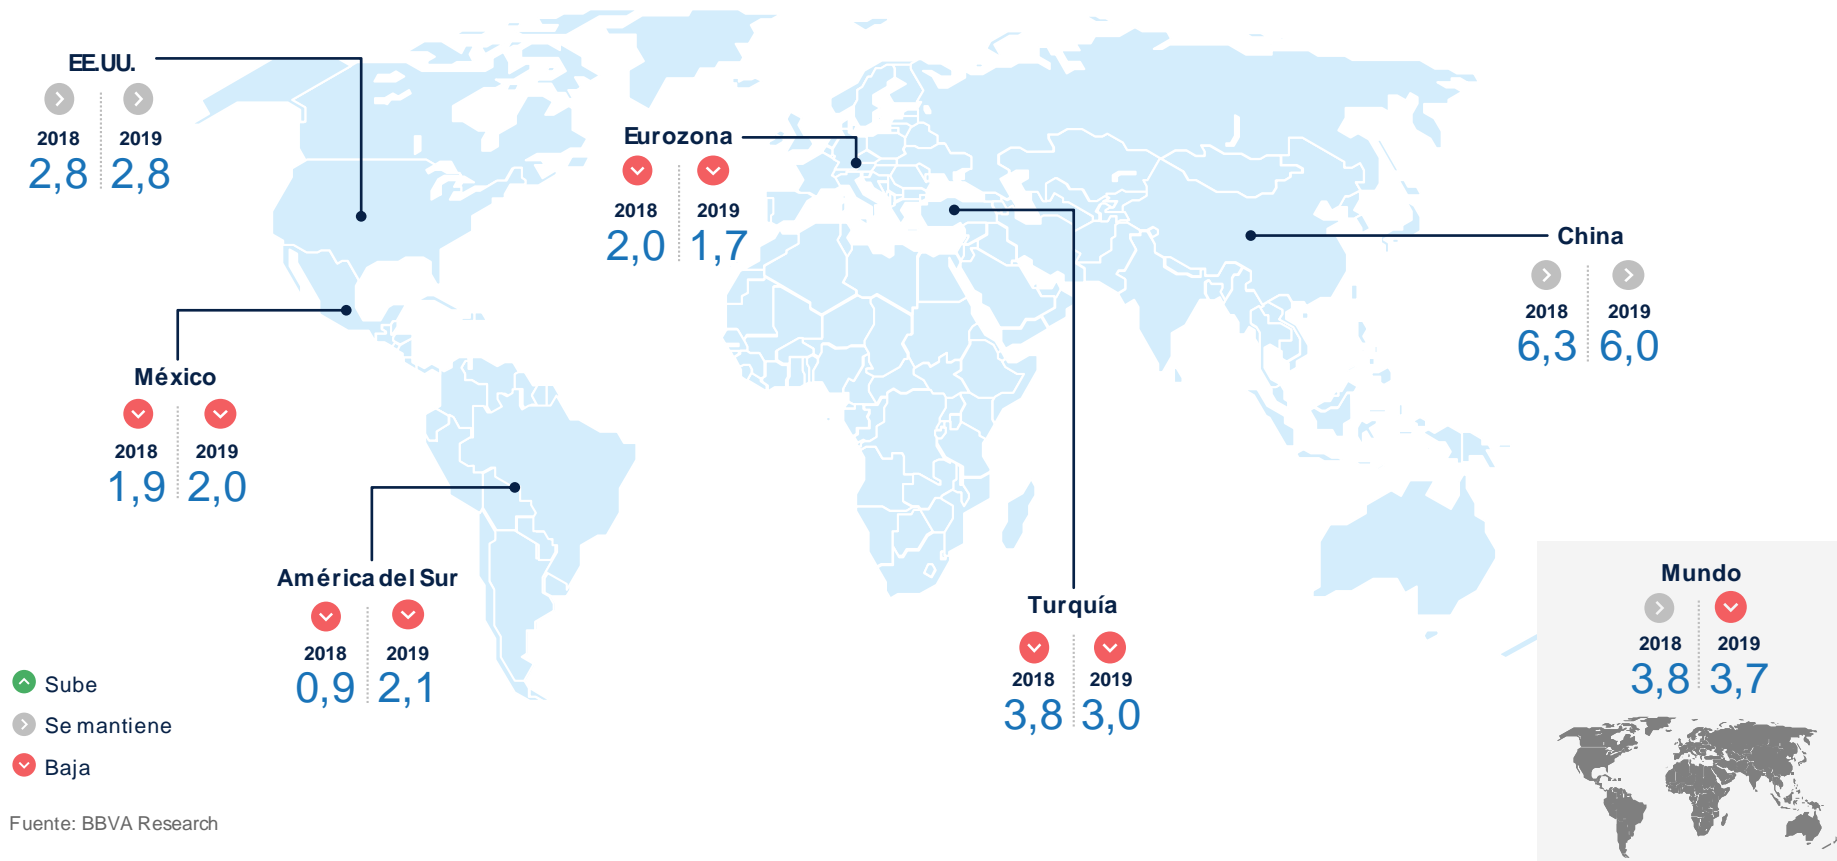 EE.UU.
2018 2019
2,8 2,8
Eurozona
2018 2019
2,0 1,7
China
2018 2019
6,3 6,0
México
2018 2019
1,9 2,0
América del Sur
2018 2019
0,9 2,1
Turquía
2018 2019
3,8 3,0
Mundo
2018 2019
3,8 3,7
Sube
Se mantiene
Baja
Fuente: BBVA Research